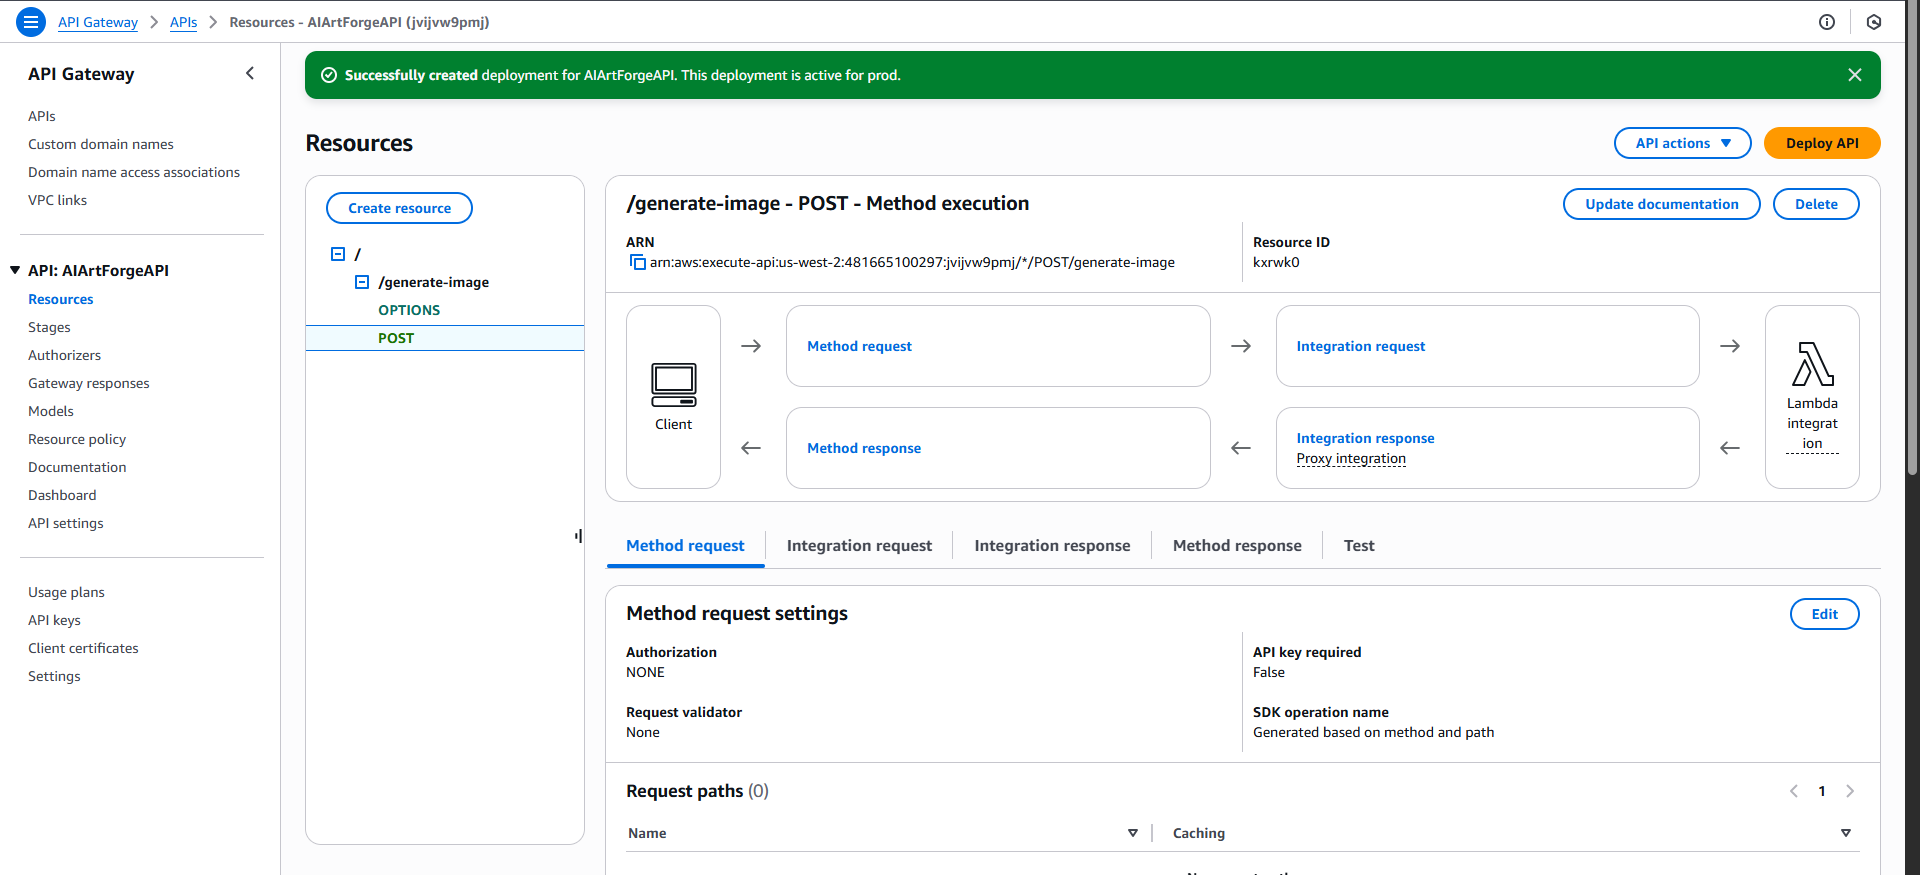 API Gateway
APIs
Resources - AIArtForgeAPI (jvijvw9pmj)
API Gateway
APIs
Custom domain names
Domain name access associations
VPC links
API: AIArtForgeAPI
Resources
Stages
Authorizers
Gateway responses
Models
Resource policy
Documentation
Dashboard
API settings
Usage plans
API keys
Client certificates
Settings
Successfully created deployment for AIArtForgeAPI. This deployment is active for prod.
Resources
API actions
Deploy API
Create resource
/
/generate-image
OPTIONS
POST
/generate-image - POST - Method execution
Update documentation
Delete
ARN
arn:aws:execute-api:us-west-2:481665100297:jvijvw9pmj/*/POST/generate-image
Resource ID
kxrwk0
Client
Method request
Integration request
Method response
Integration response
Proxy integration
Lambda
integrat
ion
Method request
Integration request
Integration response
Method response
Test
Method request settings
Edit
Authorization
NONE
API key required
False
Request validator
None
SDK operation name
Generated based on method and path
Request paths (0)
1
Name
Caching